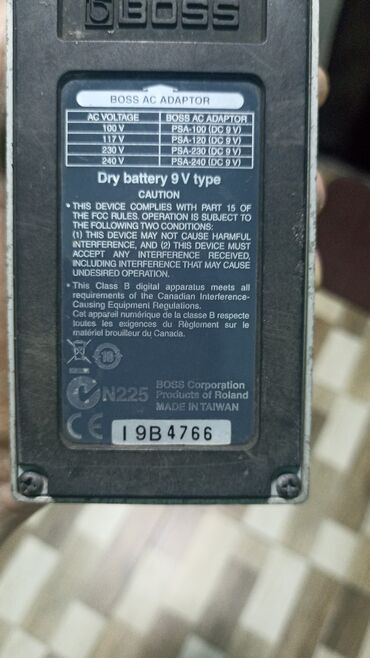 BOSS
BOSS AC ADAPTOR
AC VOLTAGE BOSS AC ADAPTOR
100 V PSA-100 (DC 9 V)
117 V PSA-120 (DC 9 V)
230 V PSA-230 (DC 9 V)
240 V PSA-240 (DC 9 V)
Dry battery 9 V type
CAUTION
• THIS DEVICE COMPLIES WITH PART 15 OF
THE FCC RULES. OPERATION IS SUBJECT TO
THE FOLLOWING TWO CONDITIONS:
(1) THIS DEVICE MAY NOT CAUSE HARMFUL
INTERFERENCE, AND (2) THIS DEVICE MUST
ACCEPT ANY INTERFERENCE RECEIVED,
INCLUDING INTERFERENCE THAT MAY CAUSE
UNDESIRED OPERATION.
• This Class B digital apparatus meets all
requirements of the Canadian Interference-
Causing Equipment Regulations.
Cet appareil numérique de la classe B respecte
toutes les exigences du Règlement sur le
matériel brouilleur du Canada.
10
N225
BOSS Corporation
Products of Roland
MADE IN TAIWAN
CE
I9B4766